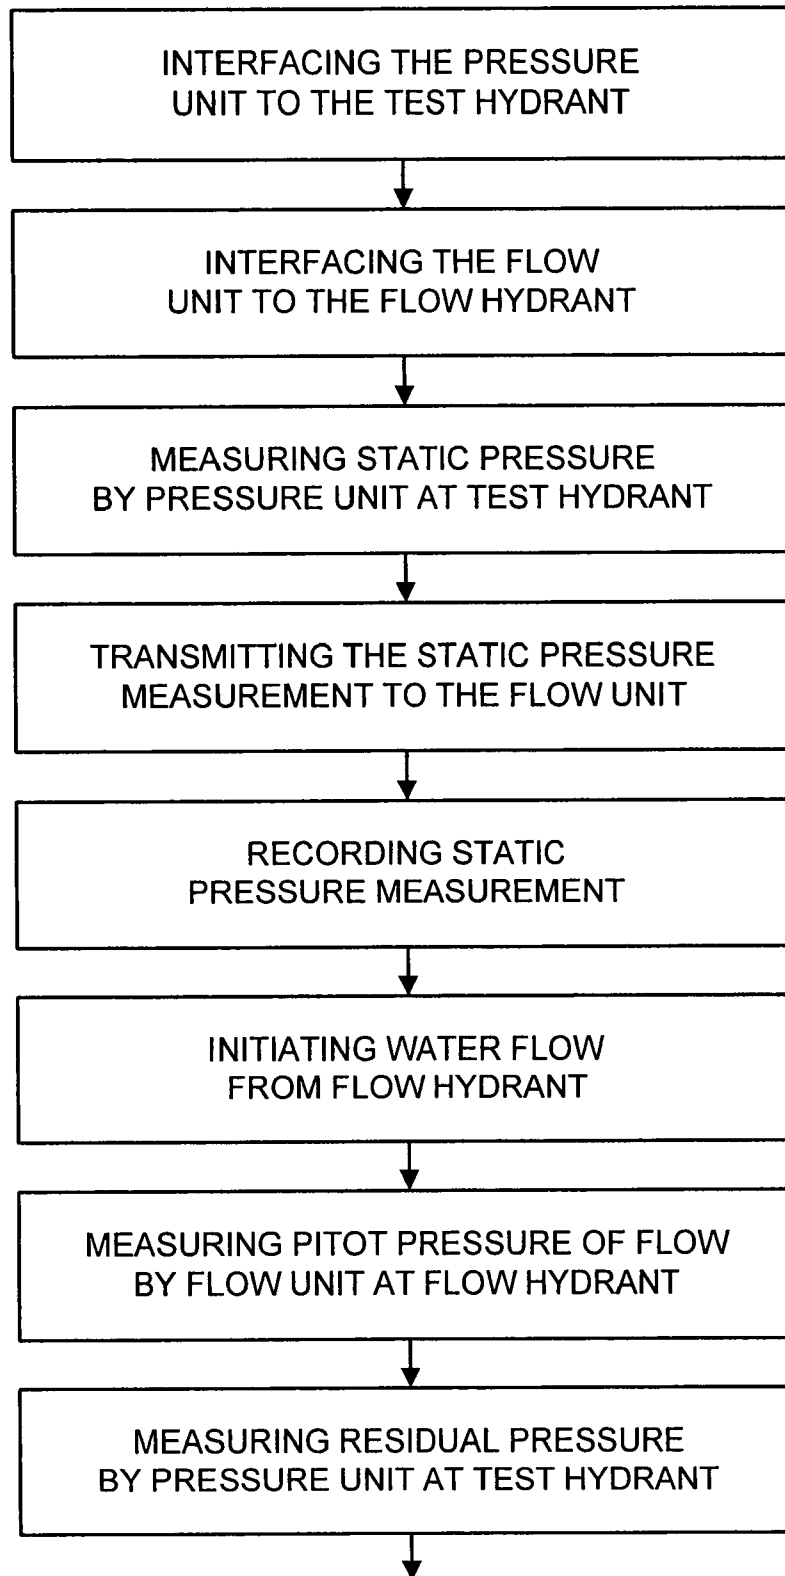 INTERFACING THE PRESSURE
UNIT TO THE TEST HYDRANT
INTERFACING THE FLOW
UNIT TO THE FLOW HYDRANT
MEASURING STATIC PRESSURE
BY PRESSURE UNIT AT TEST HYDRANT
TRANSMITTING THE STATIC PRESSURE
MEASUREMENT TO THE FLOW UNIT
RECORDING STATIC
PRESSURE MEASUREMENT
INITIATING WATER FLOW
FROM FLOW HYDRANT
MEASURING PITOT PRESSURE OF FLOW
BY FLOW UNIT AT FLOW HYDRANT
MEASURING RESIDUAL PRESSURE
BY PRESSURE UNIT AT TEST HYDRANT